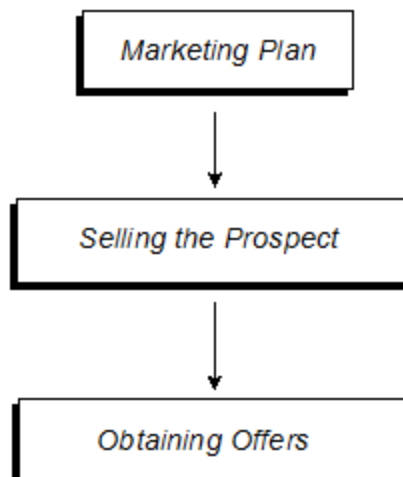 Marketing Plan
Selling the Prospect
Obtaining Offers